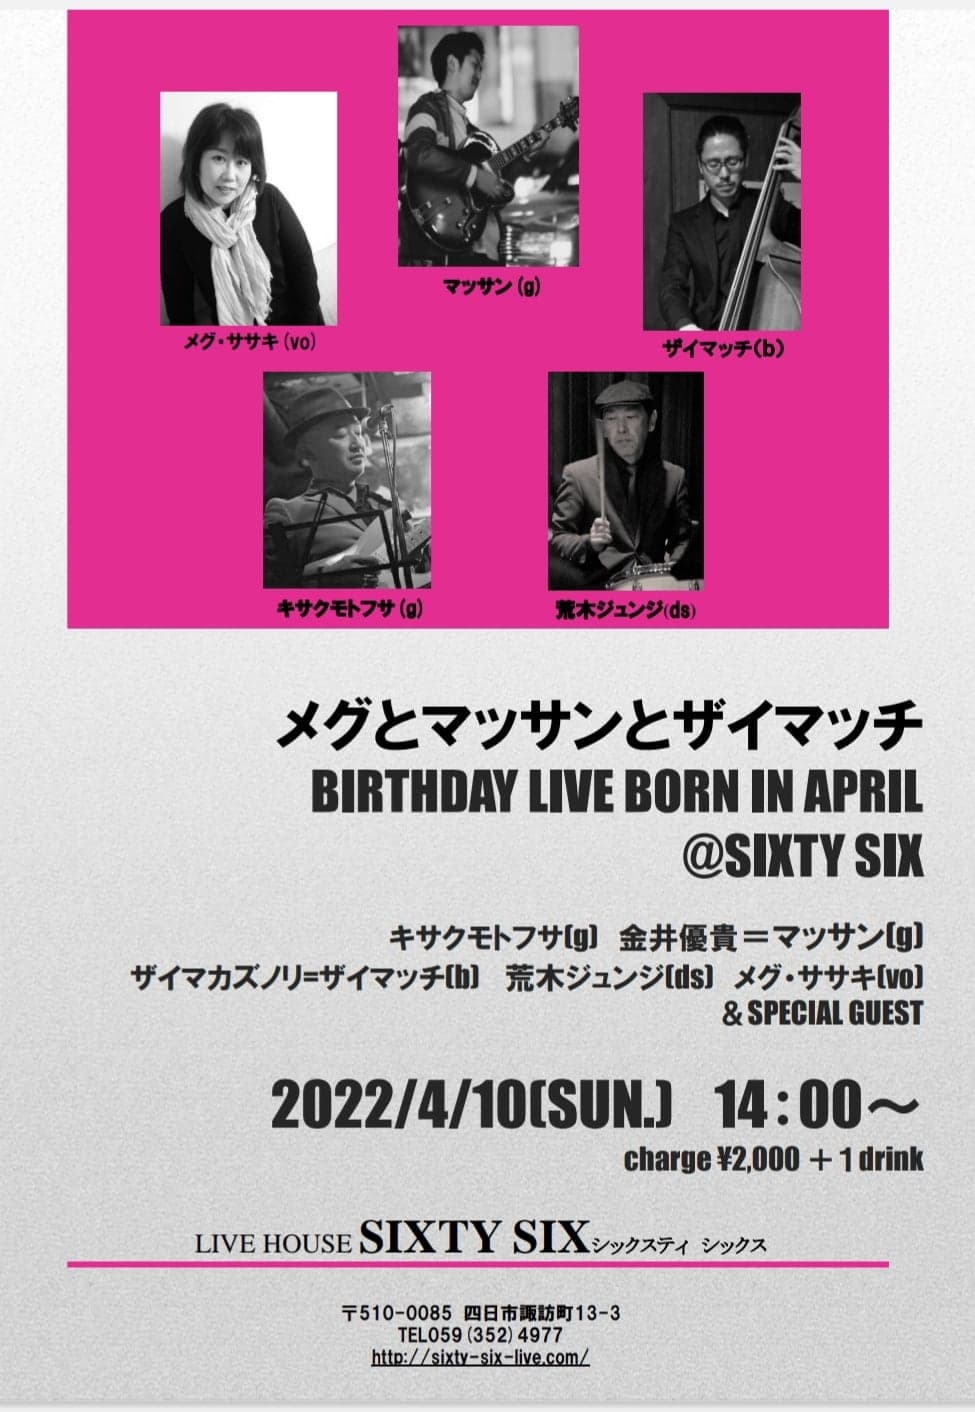 マッサン(g)
メグ・ササキ(vo)
ザイマッチ(b)
キサクモトフサ(g)
荒木ジュンジ(ds)
メグとマッサンとザイマッチ
BIRTHDAY LIVE BORN IN APRIL
@SIXTY SIX
キサクモトフサ(g) 金井優貴=マッサン(g)
ザイマカズノリ=ザイマッチ(b) 荒木ジュンジ(ds) メグ・ササキ(vo)
& SPECIAL GUEST
2022/4/10(SUN.) 14:00~
charge ¥2,000 +1 drink
LIVE HOUSE SIXTY SIX シックスティ シックス
〒510-0085 四日市諏訪町13-3
TEL059(352)4977
http://sixty-six-live.com/